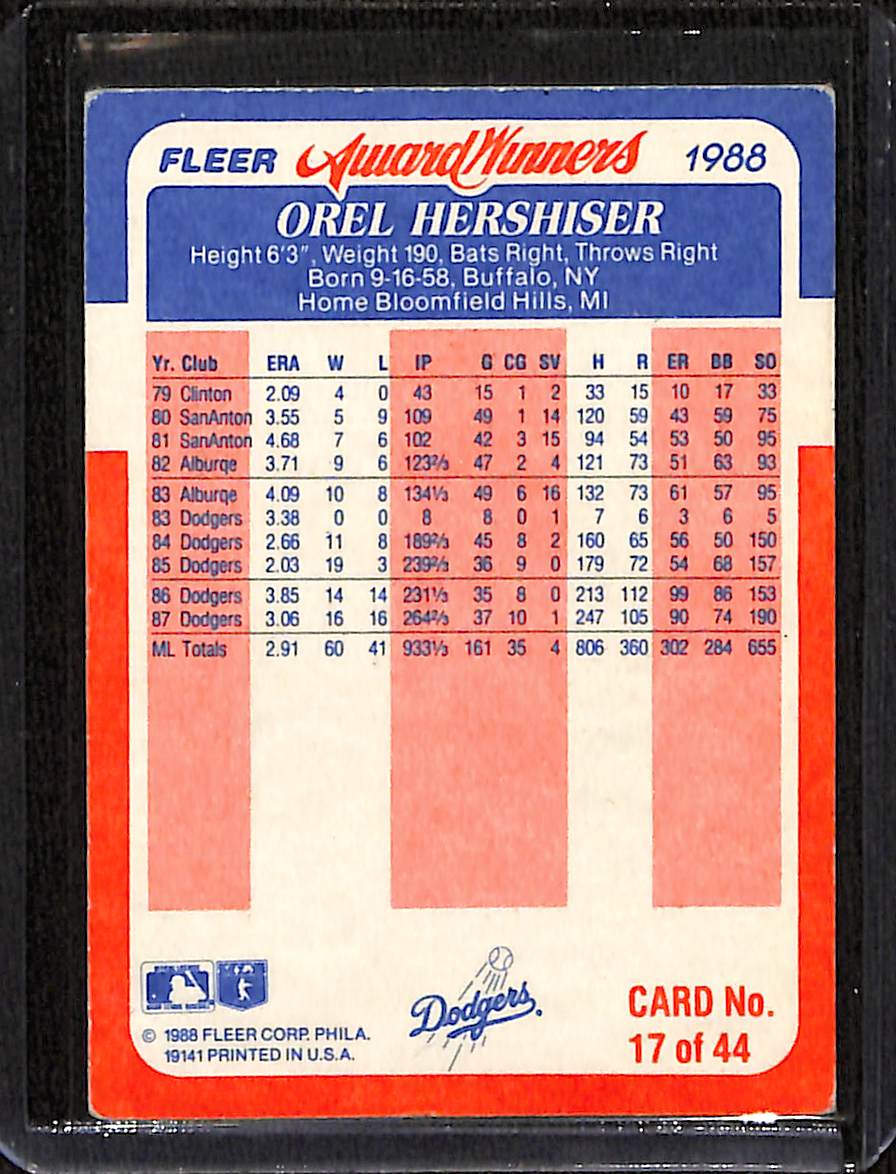 FLEER Award Winners 1988
OREL HERSHISER
Height 6'3", Weight 190, Bats Right, Throws Right
Born 9-16-58, Buffalo, NY
Home Bloomfield Hills, MI
Yr. Club ERA W L IP G CG SV H R ER BB SO
79 Clinton 2.09 4 0 43 15 1 2 33 15 10 17 33
80 SanAnton 3.55 5 9 109 49 1 14 120 59 43 59 75
81 SanAnton 4.68 7 6 102 42 3 15 94 54 53 50 95
82 Alburqe 3.71 9 6 123⅔ 47 2 4 121 73 51 63 93
83 Alburqe 4.09 10 8 134⅓ 49 6 16 132 73 61 57 95
83 Dodgers 3.38 0 0 8 8 0 1 7 6 3 6 5
84 Dodgers 2.66 11 8 189⅔ 45 8 2 160 65 56 50 150
85 Dodgers 2.03 19 3 239⅔ 36 9 0 179 72 54 68 157
86 Dodgers 3.85 14 14 231⅓ 35 8 0 213 112 99 86 153
87 Dodgers 3.06 16 16 264⅔ 37 10 1 247 105 90 74 190
ML Totals 2.91 60 41 933⅓ 161 35 4 806 360 302 284 655
Dodgers
CARD No.
17 of 44
© 1988 FLEER CORP. PHILA.
19141 PRINTED IN U.S.A.